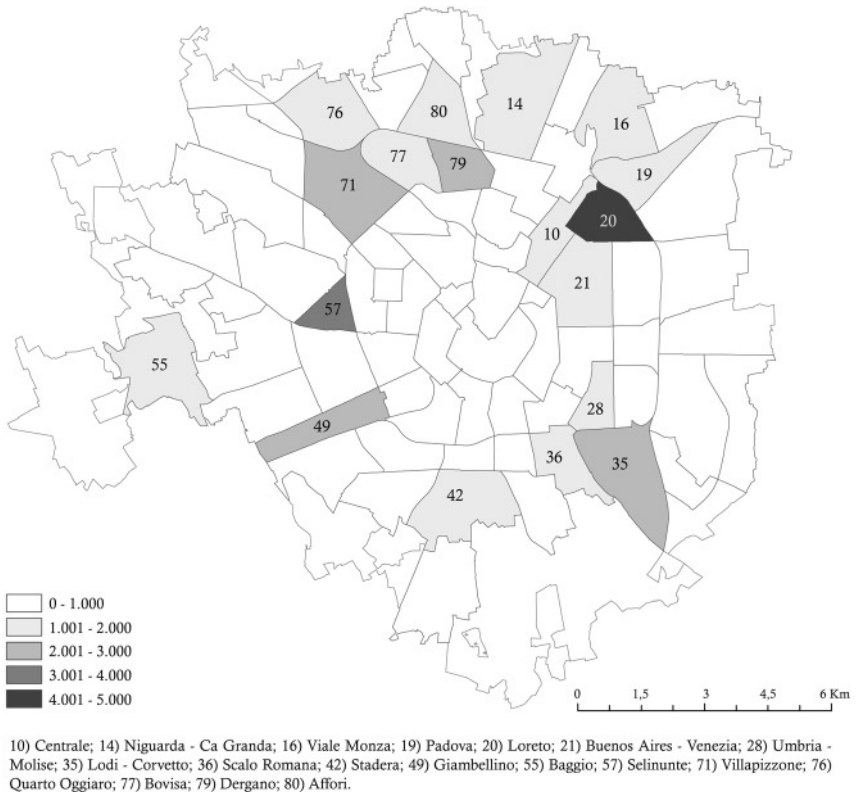 76
80
14
16
77
79
71
19
20
10
21
57
55
28
49
36
35
42
0 - 1.000
1.001 - 2.000
2.001 - 3.000
3.001 - 4.000
4.001 - 5.000
0 1,5 3 4,5 6 Km
10) Centrale; 14) Niguarda - Ca Granda; 16) Viale Monza; 19) Padova; 20) Loreto; 21) Buenos Aires - Venezia; 28) Umbria -
Molise; 35) Lodi - Corvetto; 36) Scalo Romana; 42) Stadera; 49) Giambellino; 55) Baggio; 57) Selinunte; 71) Villapizzone; 76)
Quarto Oggiaro; 77) Bovisa; 79) Dergano; 80) Affori.